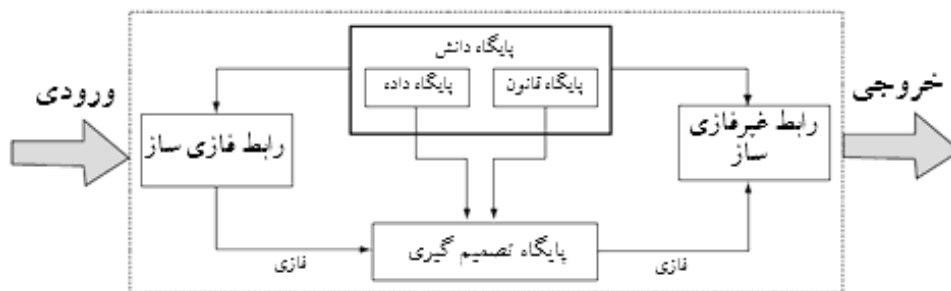 پایگاه دانش
پایگاه قانون
پایگاه داده
ورودی
خروجی
رابط فازی ساز
رابط غیرفازی
ساز
پایگاه تصمیم گیری
فازی
فازی